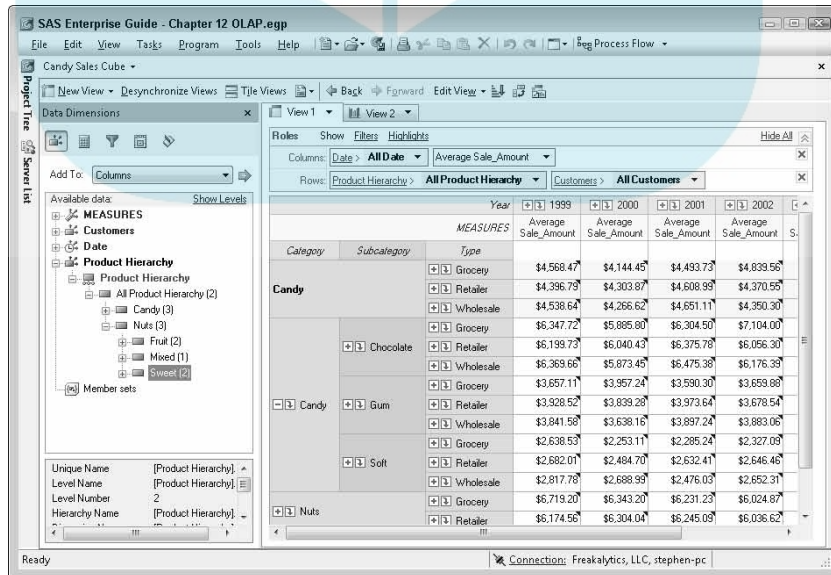 SAS Enterprise Guide - Chapter 12 OLAP.egp
File Edit View Tasks Program Tools Help Process Flow
Candy Sales Cube
New View Desynchronize Views Tile Views Back Forward Edit View
Project Tree
Server List
Data Dimensions
Add To: Columns
Available data: Show Levels
MEASURES
Customers
Date
Product Hierarchy
Product Hierarchy
All Product Hierarchy (2)
Candy (3)
Nuts (3)
Fruit (2)
Mixed (1)
Sweet (2)
Member sets
Unique Name [Product Hierarchy].
Level Name [Product Hierarchy].
Level Number 2
Hierarchy Name [Product Hierarchy].
View 1 View 2
Roles Show Filters Highlights Hide All
Columns: Date > All Date Average Sale_Amount
Rows: Product Hierarchy > All Product Hierarchy Customers > All Customers
Year 1999 2000 2001 2002
MEASURES Average Sale_Amount Average Sale_Amount Average Sale_Amount Average Sale_Amount
Category Subcategory Type
Candy
Grocery $4,568.47 $4,144.45 $4,493.73 $4,839.56
Retailer $4,396.79 $4,303.87 $4,608.99 $4,370.55
Wholesale $4,538.64 $4,266.62 $4,651.11 $4,350.30
Candy
Chocolate
Grocery $6,347.72 $5,885.80 $6,304.50 $7,104.00
Retailer $6,199.73 $6,040.43 $6,375.78 $6,056.30
Wholesale $6,369.66 $5,873.45 $6,475.38 $6,176.39
Gum
Grocery $3,657.11 $3,957.24 $3,590.30 $3,659.88
Retailer $3,928.52 $3,839.28 $3,973.64 $3,678.54
Wholesale $3,841.58 $3,638.16 $3,897.24 $3,883.06
Soft
Grocery $2,638.53 $2,253.11 $2,285.24 $2,327.09
Retailer $2,682.01 $2,484.70 $2,632.41 $2,646.46
Wholesale $2,817.78 $2,688.99 $2,476.03 $2,652.31
Nuts
Grocery $6,719.20 $6,343.20 $6,231.23 $6,024.87
Retailer $6,174.56 $6,304.04 $6,245.09 $6,036.62
Ready
Connection: Freakalytics, LLC, stephen-pc